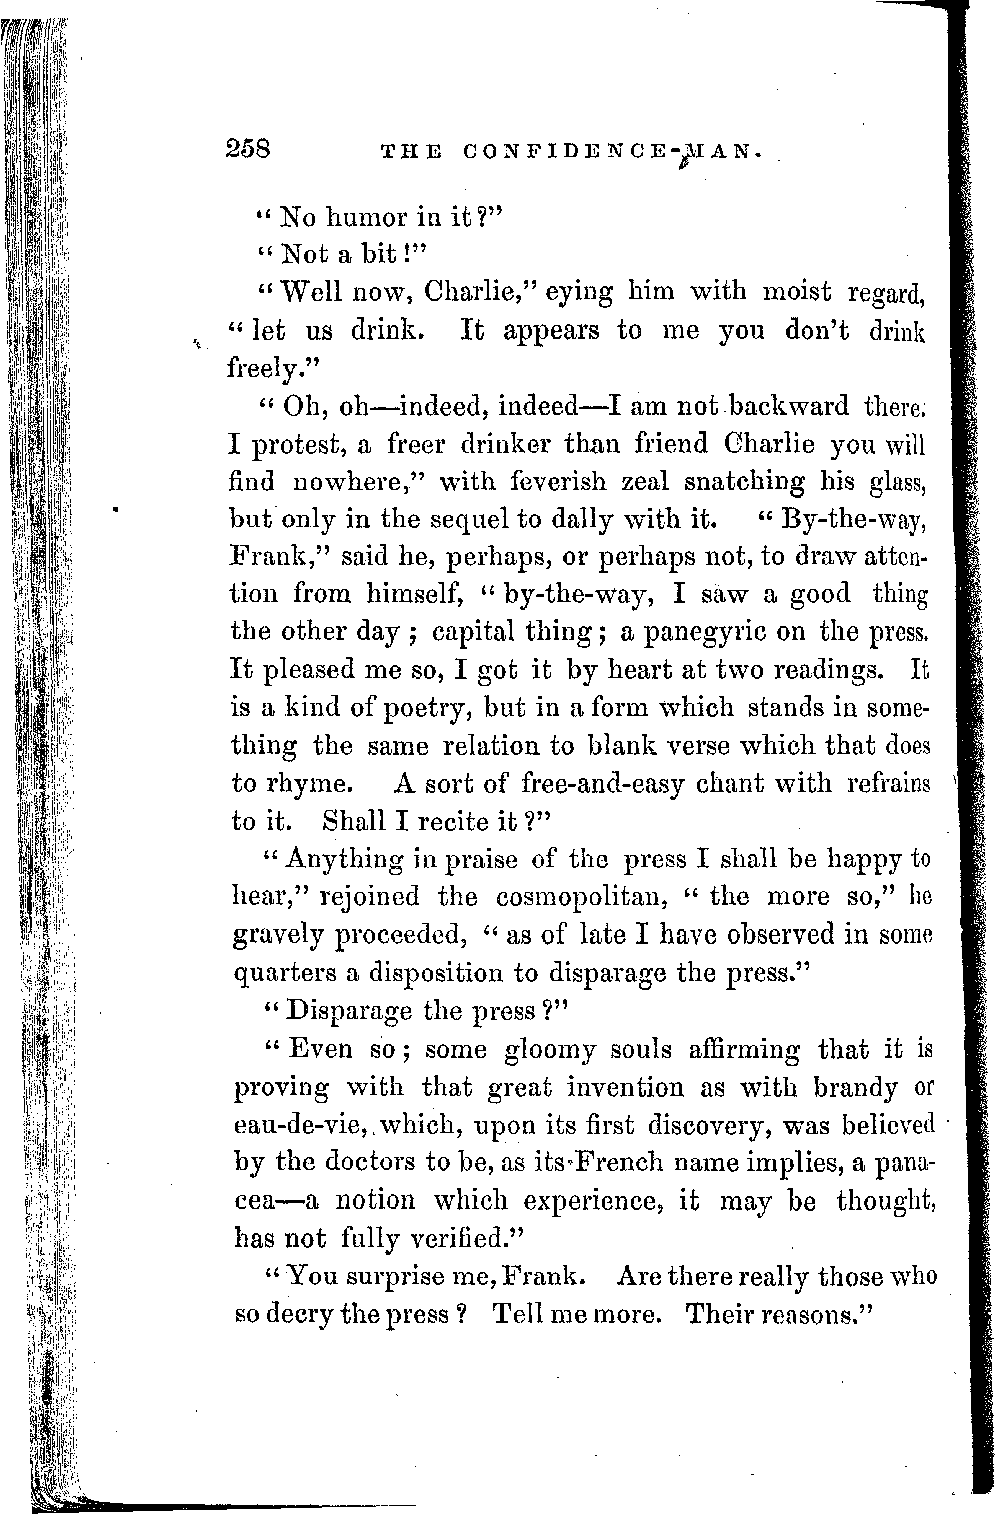 258 THE CONFIDENCE-MAN.
“No humor in it?”
“Not a bit!”
“Well now, Charlie,” eying him with moist regard,
“let us drink. It appears to me you don’t drink
freely.”
“Oh, oh—indeed, indeed—I am not backward there.
I protest, a freer drinker than friend Charlie you will
find nowhere,” with feverish zeal snatching his glass,
but only in the sequel to dally with it. “By-the-way,
Frank,” said he, perhaps, or perhaps not, to draw atten-
tion from himself, “by-the-way, I saw a good thing
the other day; capital thing; a panegyric on the press.
It pleased me so, I got it by heart at two readings. It
is a kind of poetry, but in a form which stands in some-
thing the same relation to blank verse which that does
to rhyme. A sort of free-and-easy chant with refrains
to it. Shall I recite it?”
“Anything in praise of the press I shall be happy to
hear,” rejoined the cosmopolitan, “the more so,” he
gravely proceeded, “as of late I have observed in some
quarters a disposition to disparage the press.”
“Disparage the press?”
“Even so; some gloomy souls affirming that it is
proving with that great invention as with brandy or
eau-de-vie, which, upon its first discovery, was believed
by the doctors to be, as its French name implies, a pana-
cea—a notion which experience, it may be thought,
has not fully verified.”
“You surprise me, Frank. Are there really those who
so decry the press? Tell me more. Their reasons.”